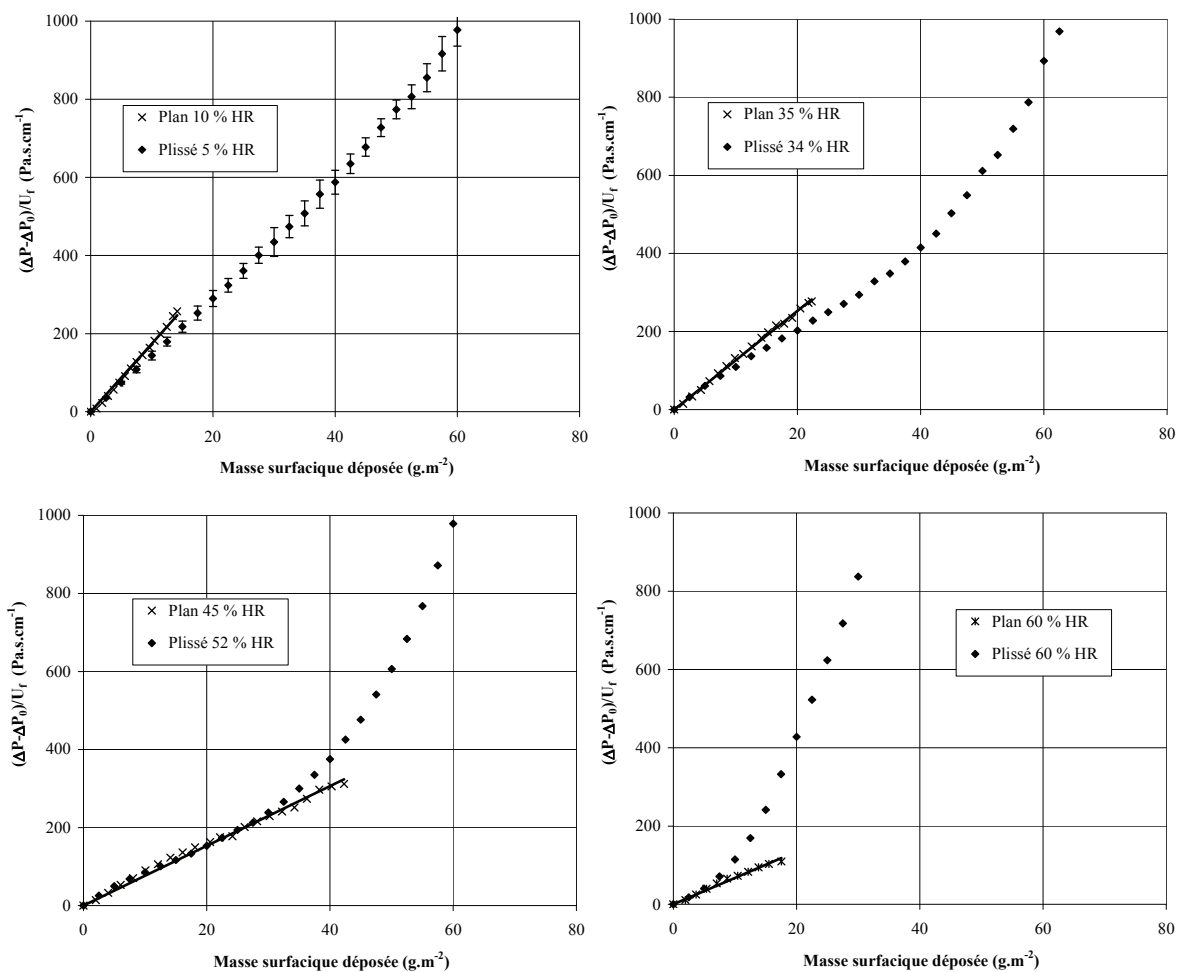 1000
800
600
400
200
0
(ΔP-ΔP₀)/U_f (Pa.s.cm⁻¹)
Plan 10 % HR
Plissé 5 % HR
0 20 40 60 80
Masse surfacique déposée (g.m⁻²)
1000
800
600
400
200
0
(ΔP-ΔP₀)/U_f (Pa.s.cm⁻¹)
Plan 35 % HR
Plissé 34 % HR
0 20 40 60 80
Masse surfacique déposée (g.m⁻²)
1000
800
600
400
200
0
(ΔP-ΔP₀)/U_f (Pa.s.cm⁻¹)
Plan 45 % HR
Plissé 52 % HR
0 20 40 60 80
Masse surfacique déposée (g.m⁻²)
1000
800
600
400
200
0
(ΔP-ΔP₀)/U_f (Pa.s.cm⁻¹)
Plan 60 % HR
Plissé 60 % HR
0 20 40 60 80
Masse surfacique déposée (g.m⁻²)